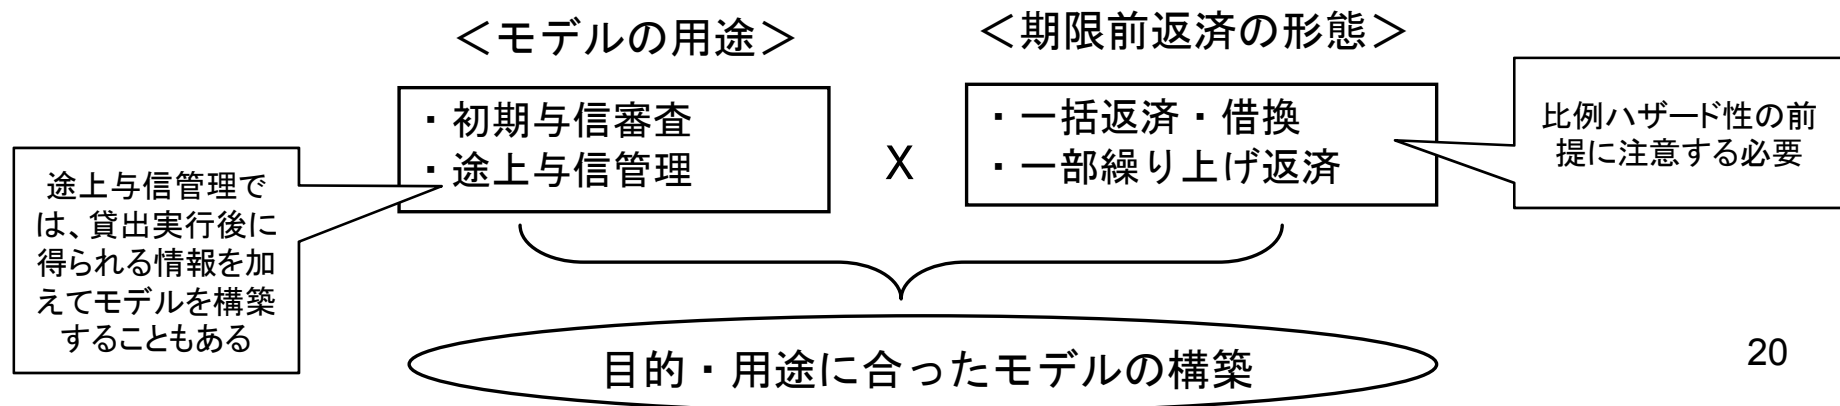 ＜モデルの用途＞
＜期限前返済の形態＞
・初期与信審査
・途上与信管理
X
・一括返済・借換
・一部繰り上げ返済
比例ハザード性の前
提に注意する必要
途上与信管理で
は、貸出実行後に
得られる情報を加
えてモデルを構築
することもある
目的・用途に合ったモデルの構築
20